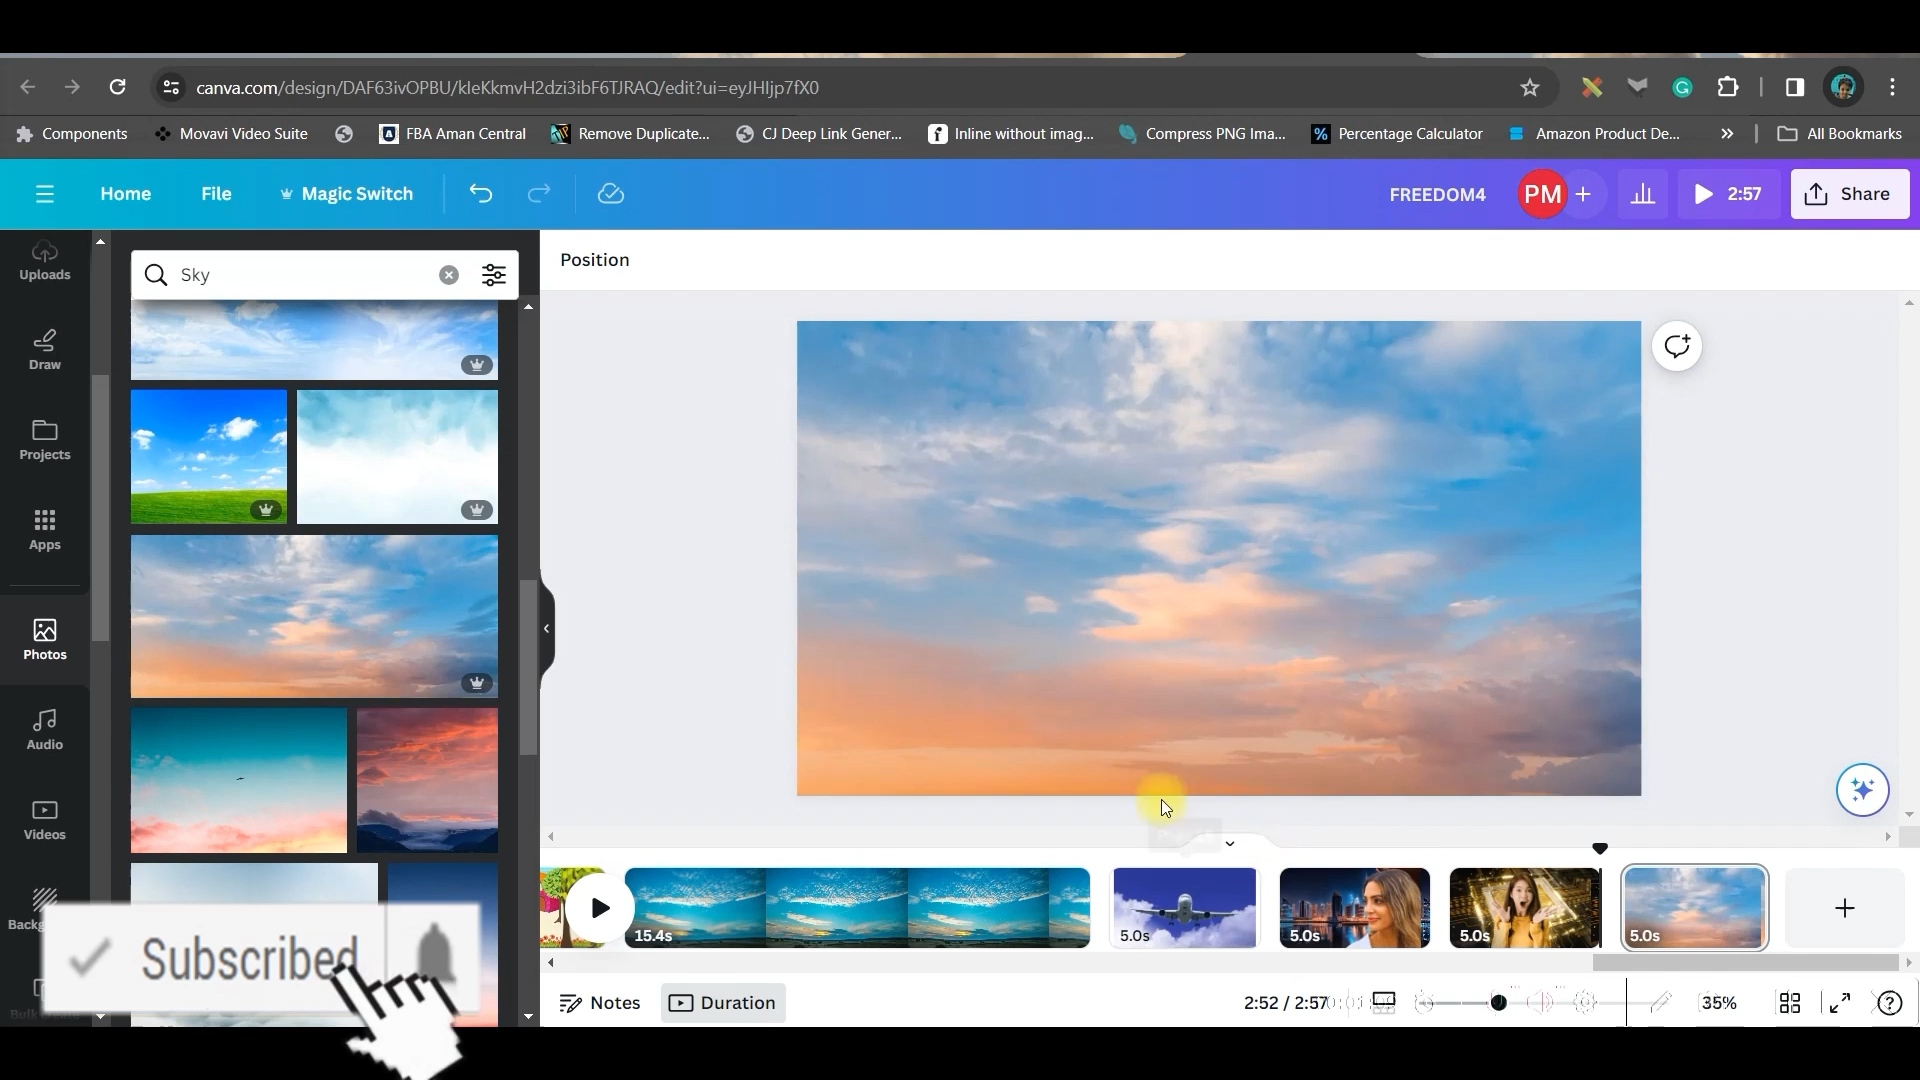 canva.com/design/DAF63ivOPBU/kleKkmvH2dzi3ibF6TJRAQ/edit?ui=eyJHIjp7fX0
Components
Movavi Video Suite
FBA Aman Central
Remove Duplicate...
CJ Deep Link Gener...
Inline without imag...
Compress PNG Ima...
Percentage Calculator
Amazon Product De...
All Bookmarks
Home
File
Magic Switch
FREEDOM4
PM
2:57
Share
Uploads
Sky
Position
Draw
Projects
Apps
Photos
Audio
Videos
15.4s
5.0s
5.0s
5.0s
5.0s
Subscribed
Notes
Duration
2:52 / 2:57
35%